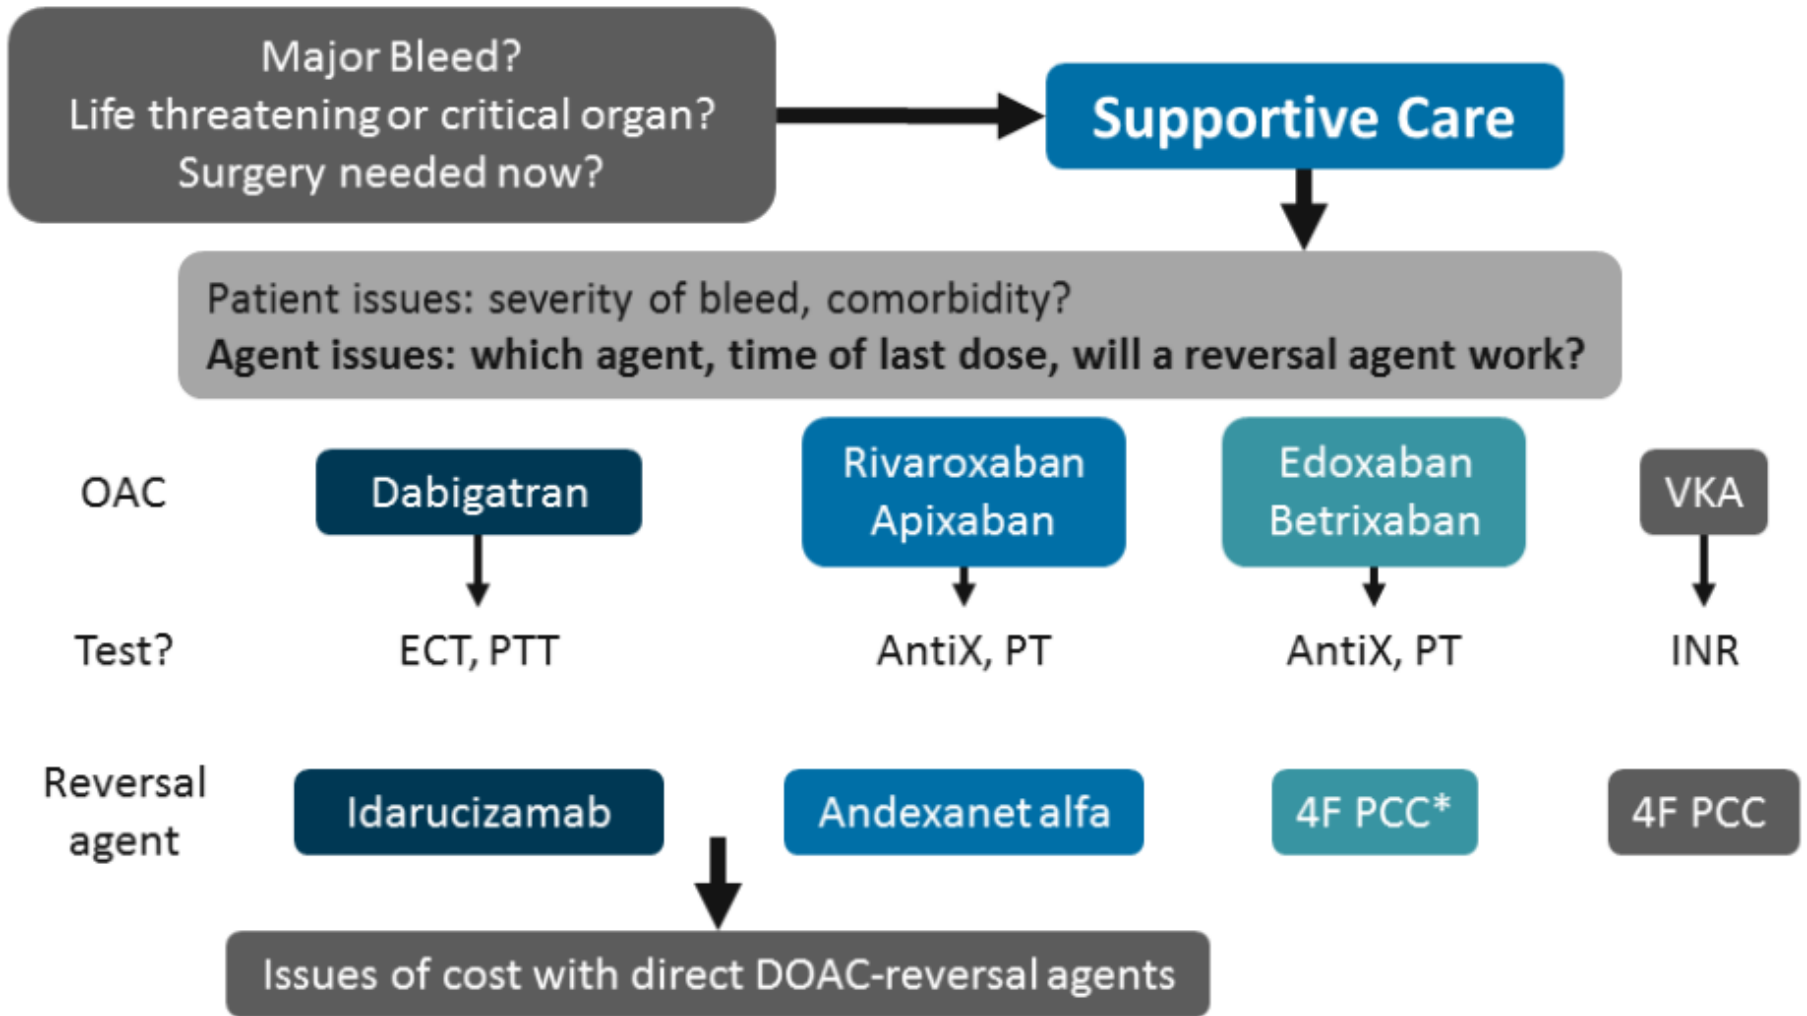 Major Bleed?
Life threatening or critical organ?
Surgery needed now?
Supportive Care
Patient issues: severity of bleed, comorbidity?
Agent issues: which agent, time of last dose, will a reversal agent work?
OAC
Dabigatran
Rivaroxaban
Apixaban
Edoxaban
Betrixaban
VKA
Test?
ECT, PTT
AntiX, PT
AntiX, PT
INR
Reversal
agent
Idarucizamab
Andexanet alfa
4F PCC*
4F PCC
Issues of cost with direct DOAC-reversal agents